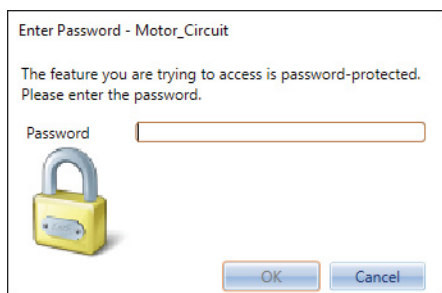 Enter Password - Motor_Circuit
The feature you are trying to access is password-protected.
Please enter the password.
Password
OK
Cancel